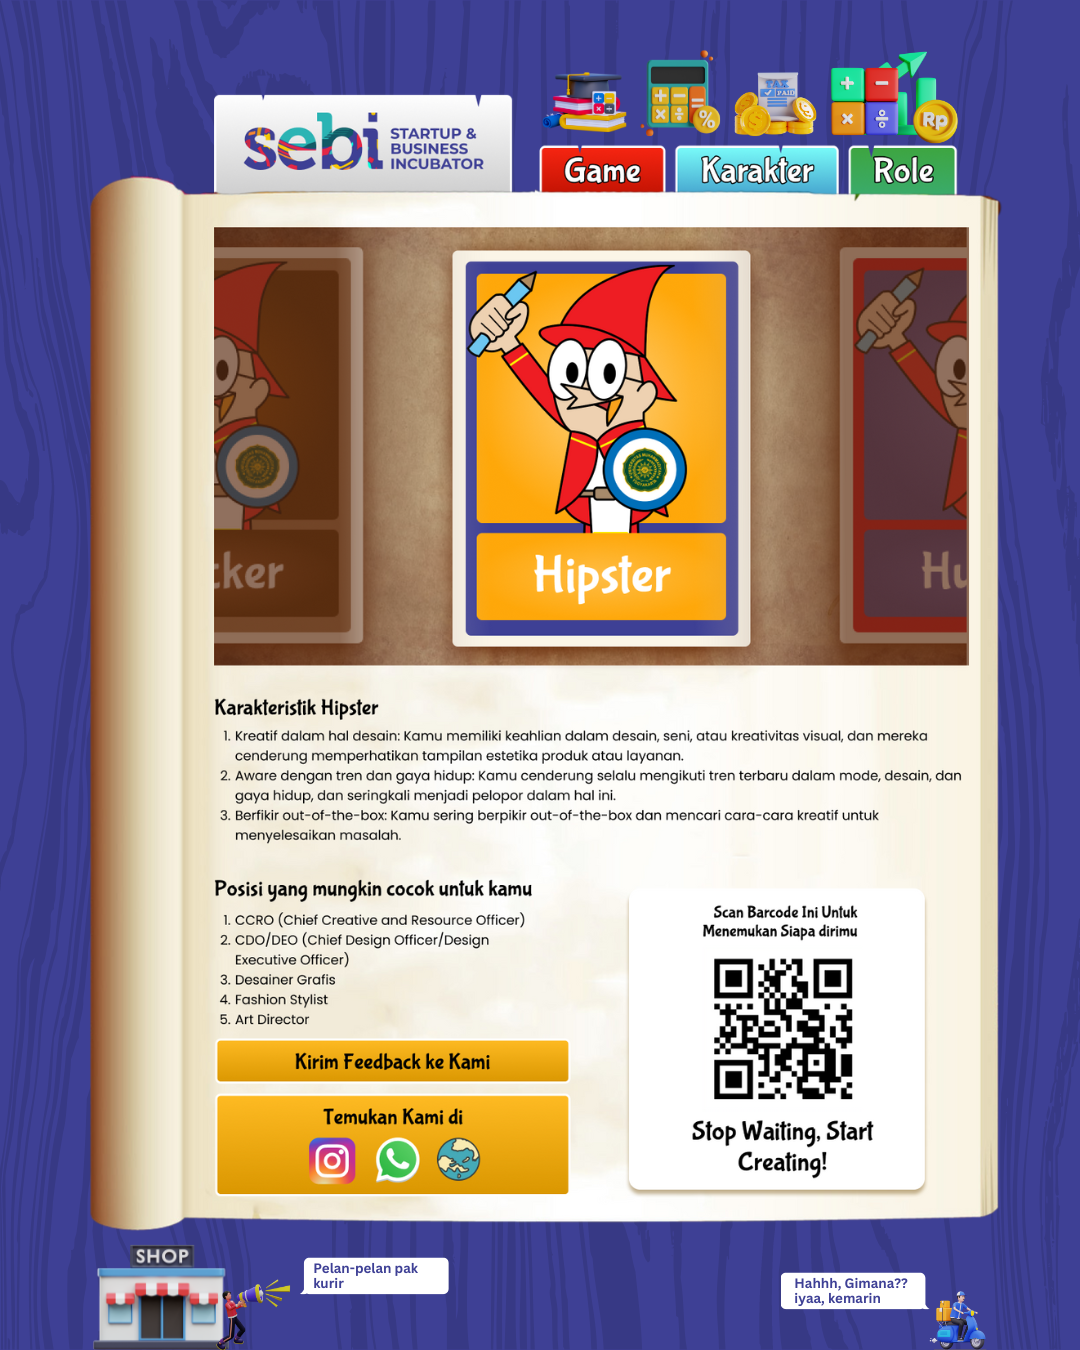 sebi STARTUP &
BUSINESS
INCUBATOR
TAX
PAID
Rp
Game
Karakter
Role
cker
Hipster
Hu
Karakteristik Hipster
1. Kreatif dalam hal desain: Kamu memiliki keahlian dalam desain, seni, atau kreativitas visual, dan mereka
cenderung memperhatikan tampilan estetika produk atau layanan.
2. Aware dengan tren dan gaya hidup: Kamu cenderung selalu mengikuti tren terbaru dalam mode, desain, dan
gaya hidup, dan seringkali menjadi pelopor dalam hal ini.
3. Berfikir out-of-the-box: Kamu sering berpikir out-of-the-box dan mencari cara-cara kreatif untuk
menyelesaikan masalah.
Posisi yang mungkin cocok untuk kamu
1. CCRO (Chief Creative and Resource Officer)
2. CDO/DEO (Chief Design Officer/Design
Executive Officer)
3. Desainer Grafis
4. Fashion Stylist
5. Art Director
Kirim Feedback ke Kami
Temukan Kami di
Scan Barcode Ini Untuk
Menemukan Siapa dirimu
Stop Waiting, Start
Creating!
SHOP
Pelan-pelan pak
kurir
Hahhh, Gimana??
iyaa, kemarin